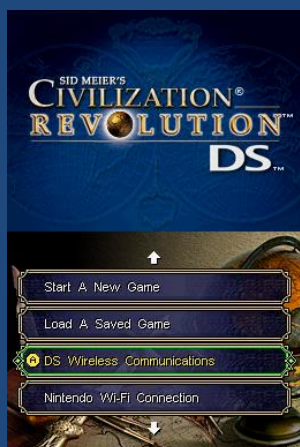 SID MEIER'S
CIVILIZATION®
REVOLUTION™
DS™
Start A New Game
Load A Saved Game
A DS Wireless Communications
Nintendo Wi-Fi Connection